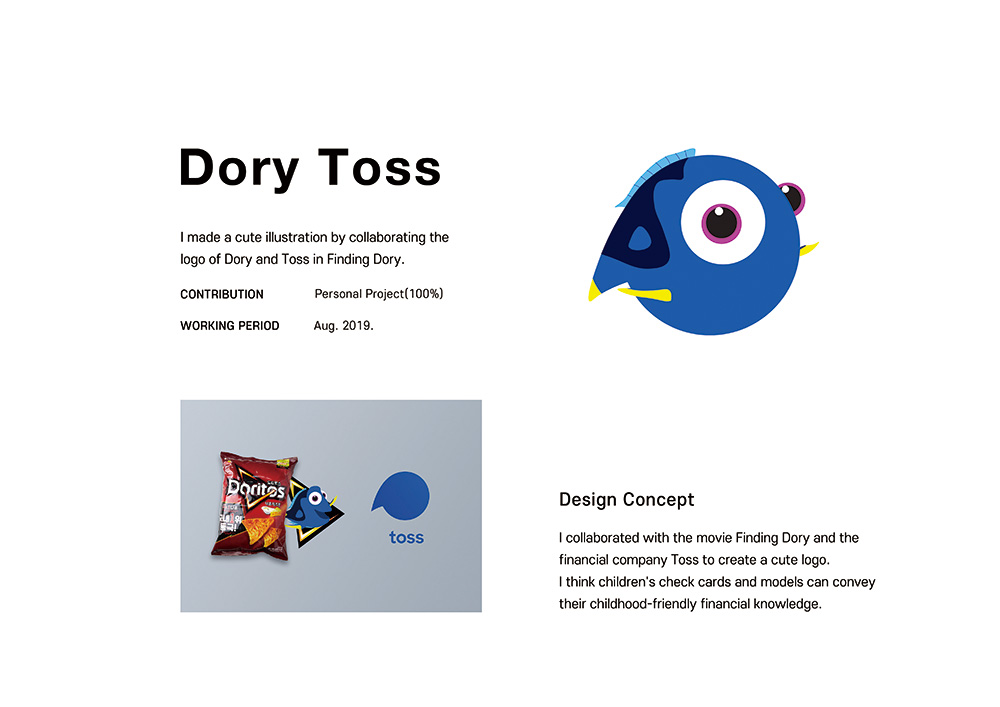 Dory Toss
I made a cute illustration by collaborating the
logo of Dory and Toss in Finding Dory.
CONTRIBUTION Personal Project(100%)
WORKING PERIOD Aug. 2019.
Doritos
toss
Design Concept
I collaborated with the movie Finding Dory and the
financial company Toss to create a cute logo.
I think children's check cards and models can convey
their childhood-friendly financial knowledge.